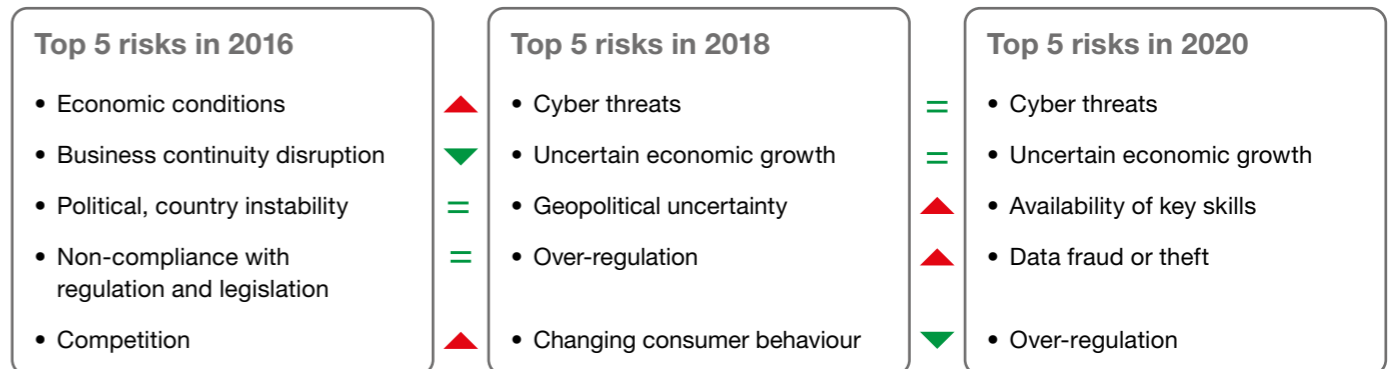 Top 5 risks in 2016
• Economic conditions
• Business continuity disruption
• Political, country instability
• Non-compliance with
regulation and legislation
• Competition
Top 5 risks in 2018
• Cyber threats
• Uncertain economic growth
• Geopolitical uncertainty
• Over-regulation
• Changing consumer behaviour
=
=
Top 5 risks in 2020
• Cyber threats
• Uncertain economic growth
• Availability of key skills
• Data fraud or theft
• Over-regulation
=
=